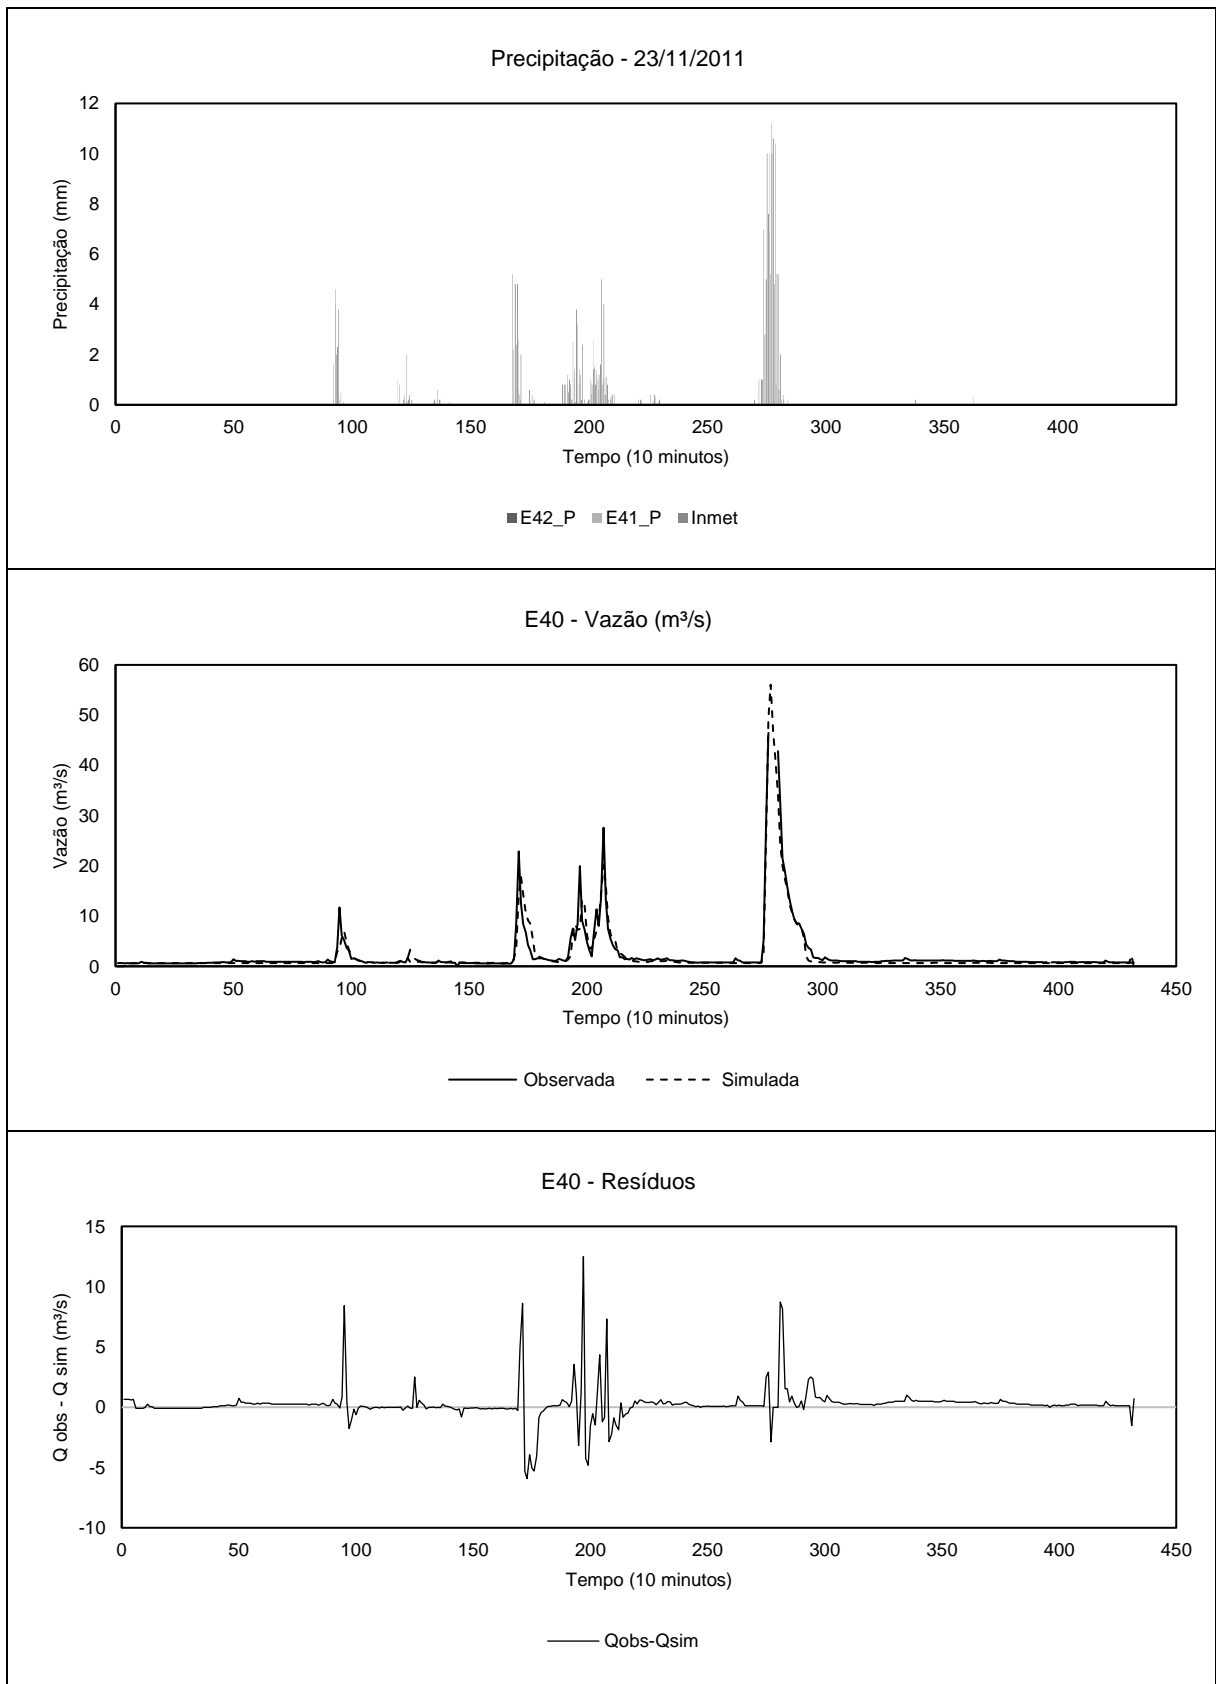 Precipitação - 23/11/2011
12
10
8
6
4
2
0
Precipitação (mm)
0 50 100 150 200 250 300 350 400
Tempo (10 minutos)
E42_P E41_P Inmet
E40 - Vazão (m³/s)
60
50
40
30
20
10
0
Vazão (m³/s)
0 50 100 150 200 250 300 350 400 450
Tempo (10 minutos)
Observada Simulada
E40 - Resíduos
15
10
5
0
-5
-10
Q obs - Q sim (m³/s)
0 50 100 150 200 250 300 350 400 450
Tempo (10 minutos)
Qobs-Qsim